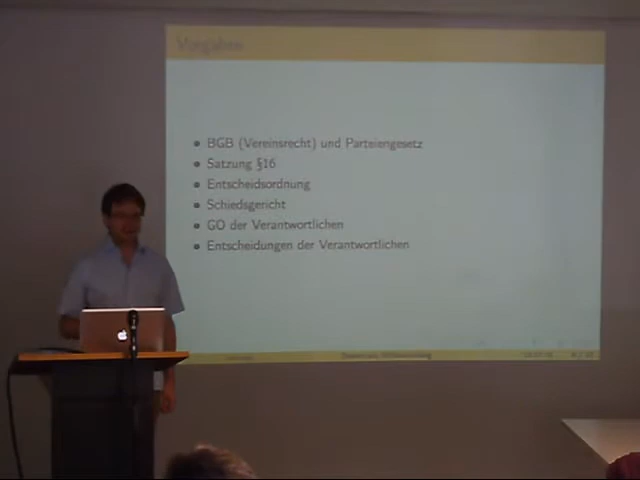 Vorgaben
BGB (Vereinsrecht) und Parteiengesetz
Satzung §16
Entscheidsordnung
Schiedsgericht
GO der Verantwortlichen
Entscheidungen der Verantwortlichen